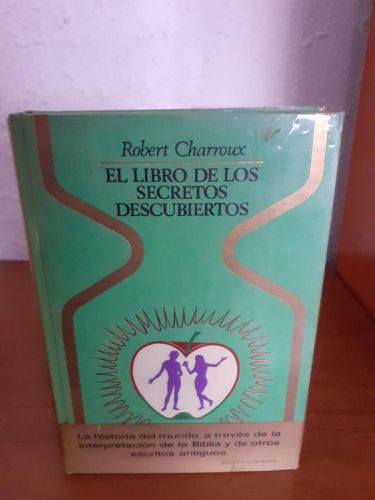 Robert Charroux
EL LIBRO DE LOS
SECRETOS
DESCUBIERTOS
La historia del mundo, a través de la
interpretación de la Biblia y de otros
escritos antiguos.